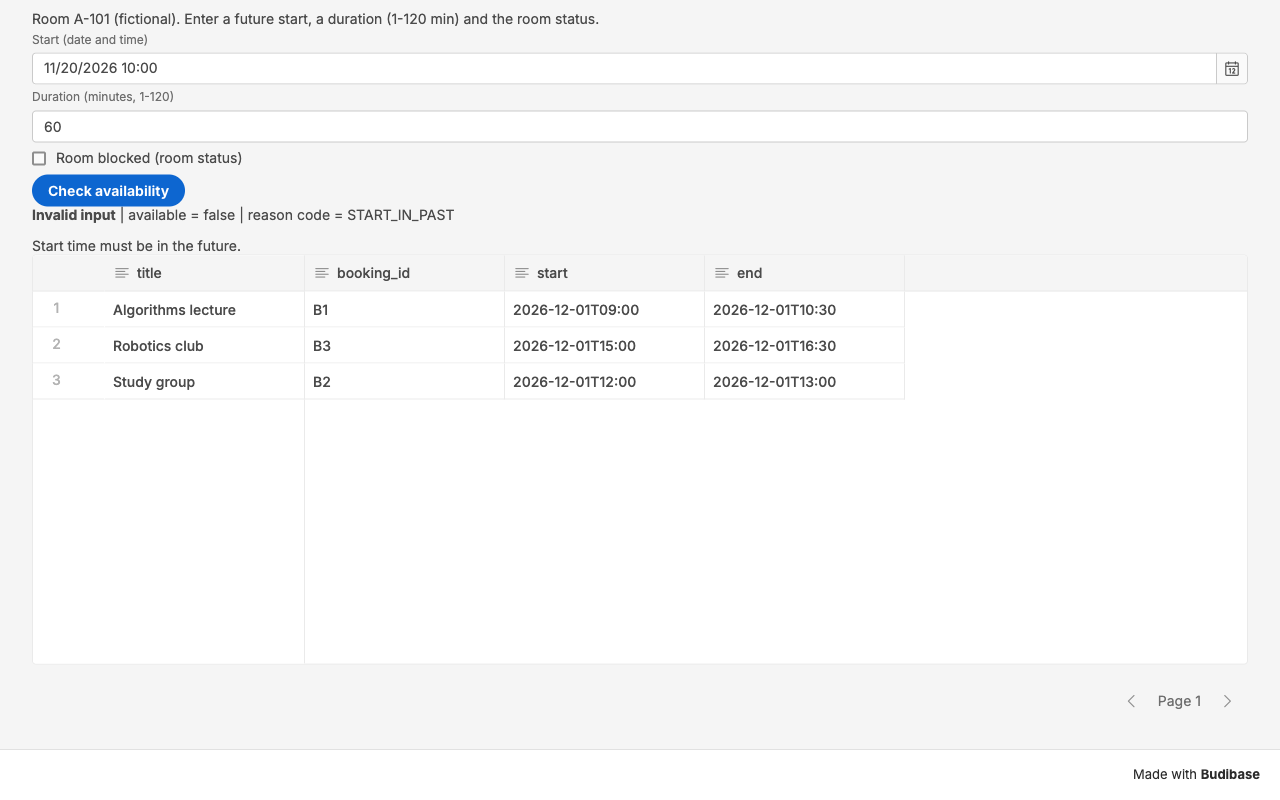 Room A-101 (fictional). Enter a future start, a duration (1-120 min) and the room status.
Start (date and time)
11/20/2026 10:00
12
Duration (minutes, 1-120)
60
Room blocked (room status)
Check availability
Invalid input | available = false | reason code = START_IN_PAST
Start time must be in the future.
title booking_id start end
1 Algorithms lecture B1 2026-12-01T09:00 2026-12-01T10:30
2 Robotics club B3 2026-12-01T15:00 2026-12-01T16:30
3 Study group B2 2026-12-01T12:00 2026-12-01T13:00
Page 1
Made with Budibase